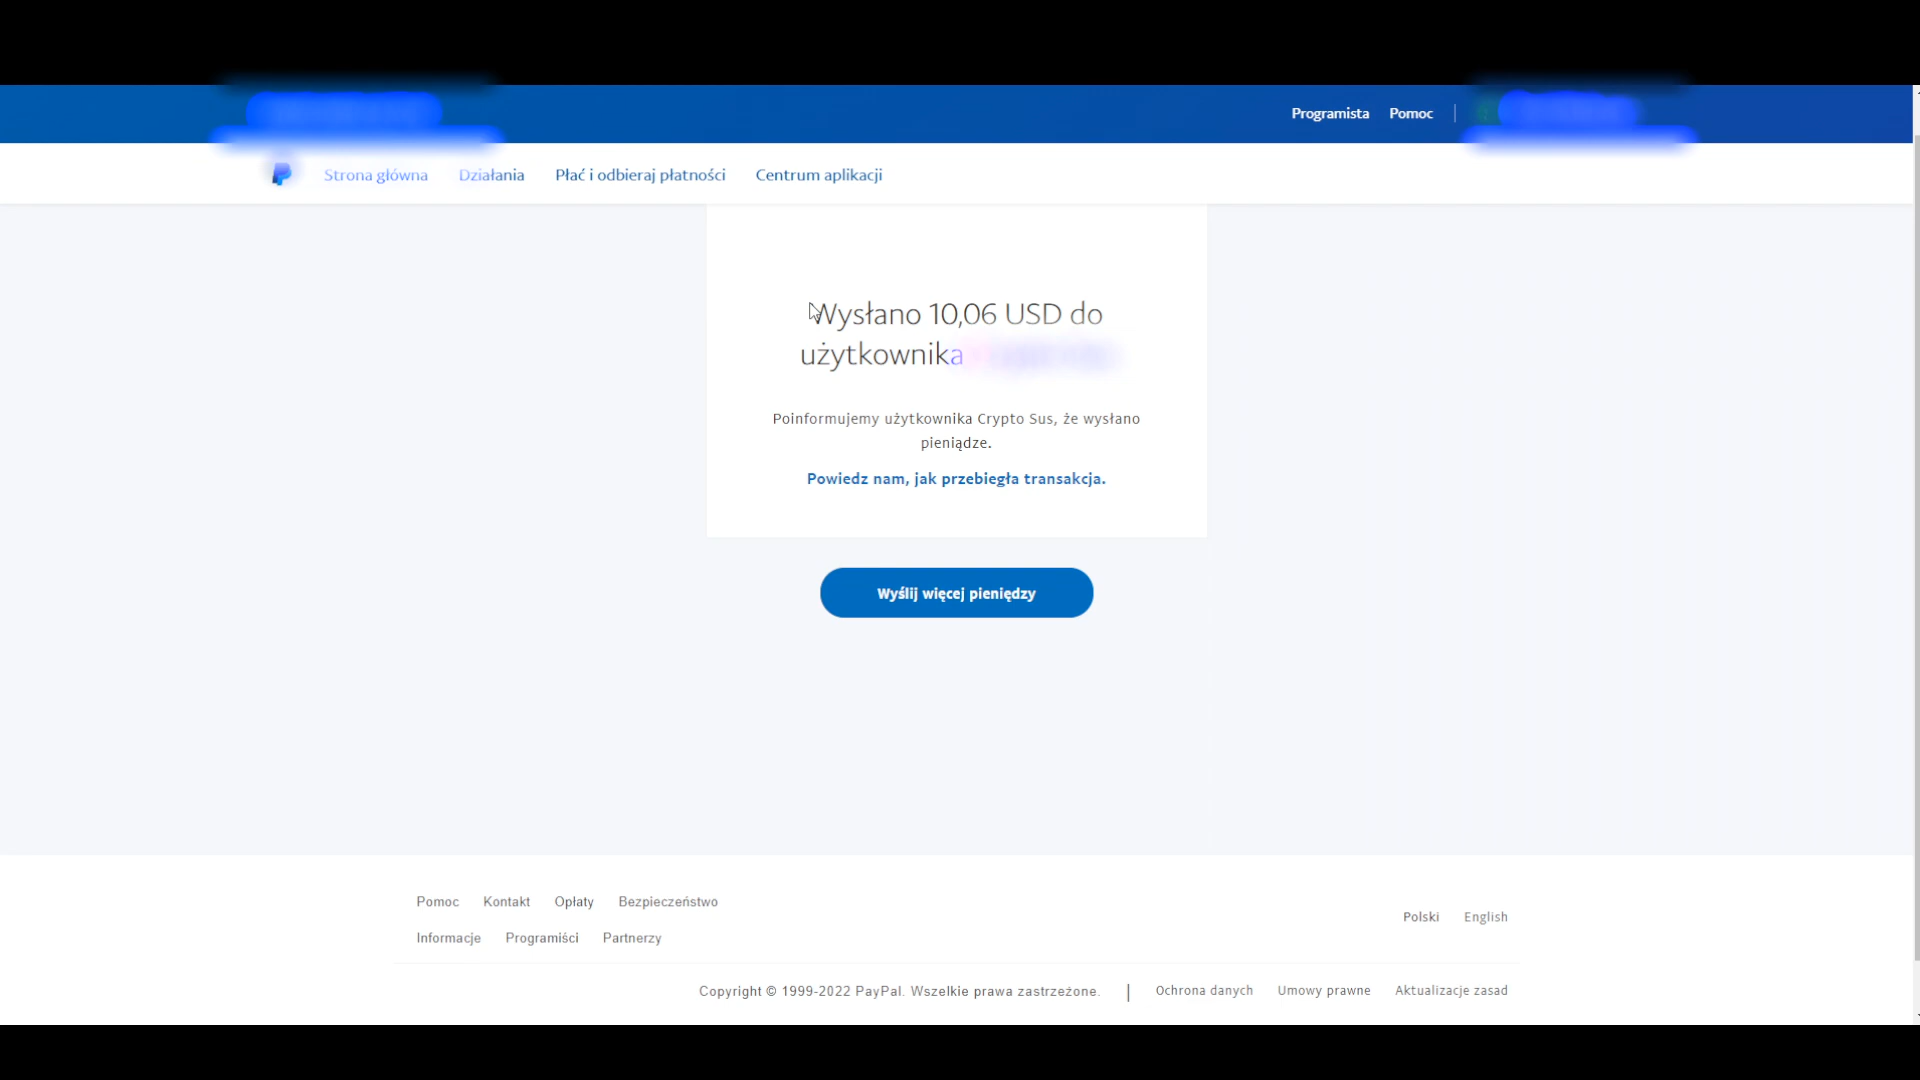 Programista Pomoc
Strona główna Działania Płać i odbieraj płatności Centrum aplikacji
Wysłano 10,06 USD do
użytkownika
Poinformujemy użytkownika Crypto Sus, że wysłano
pieniądze.
Powiedz nam, jak przebiegła transakcja.
Wyślij więcej pieniędzy
Pomoc Kontakt Opłaty Bezpieczeństwo
Polski English
Informacje Programiści Partnerzy
Copyright © 1999-2022 PayPal. Wszelkie prawa zastrzeżone. | Ochrona danych Umowy prawne Aktualizacje zasad